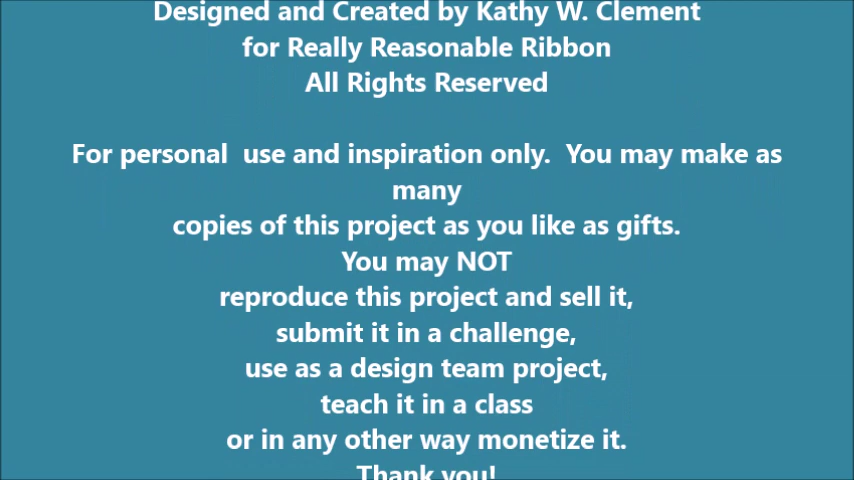 Designed and Created by Kathy W. Clement
for Really Reasonable Ribbon
All Rights Reserved
For personal  use and inspiration only.  You may make as
many
copies of this project as you like as gifts.
You may NOT
reproduce this project and sell it,
submit it in a challenge,
use as a design team project,
teach it in a class
or in any other way monetize it.
Thank you!